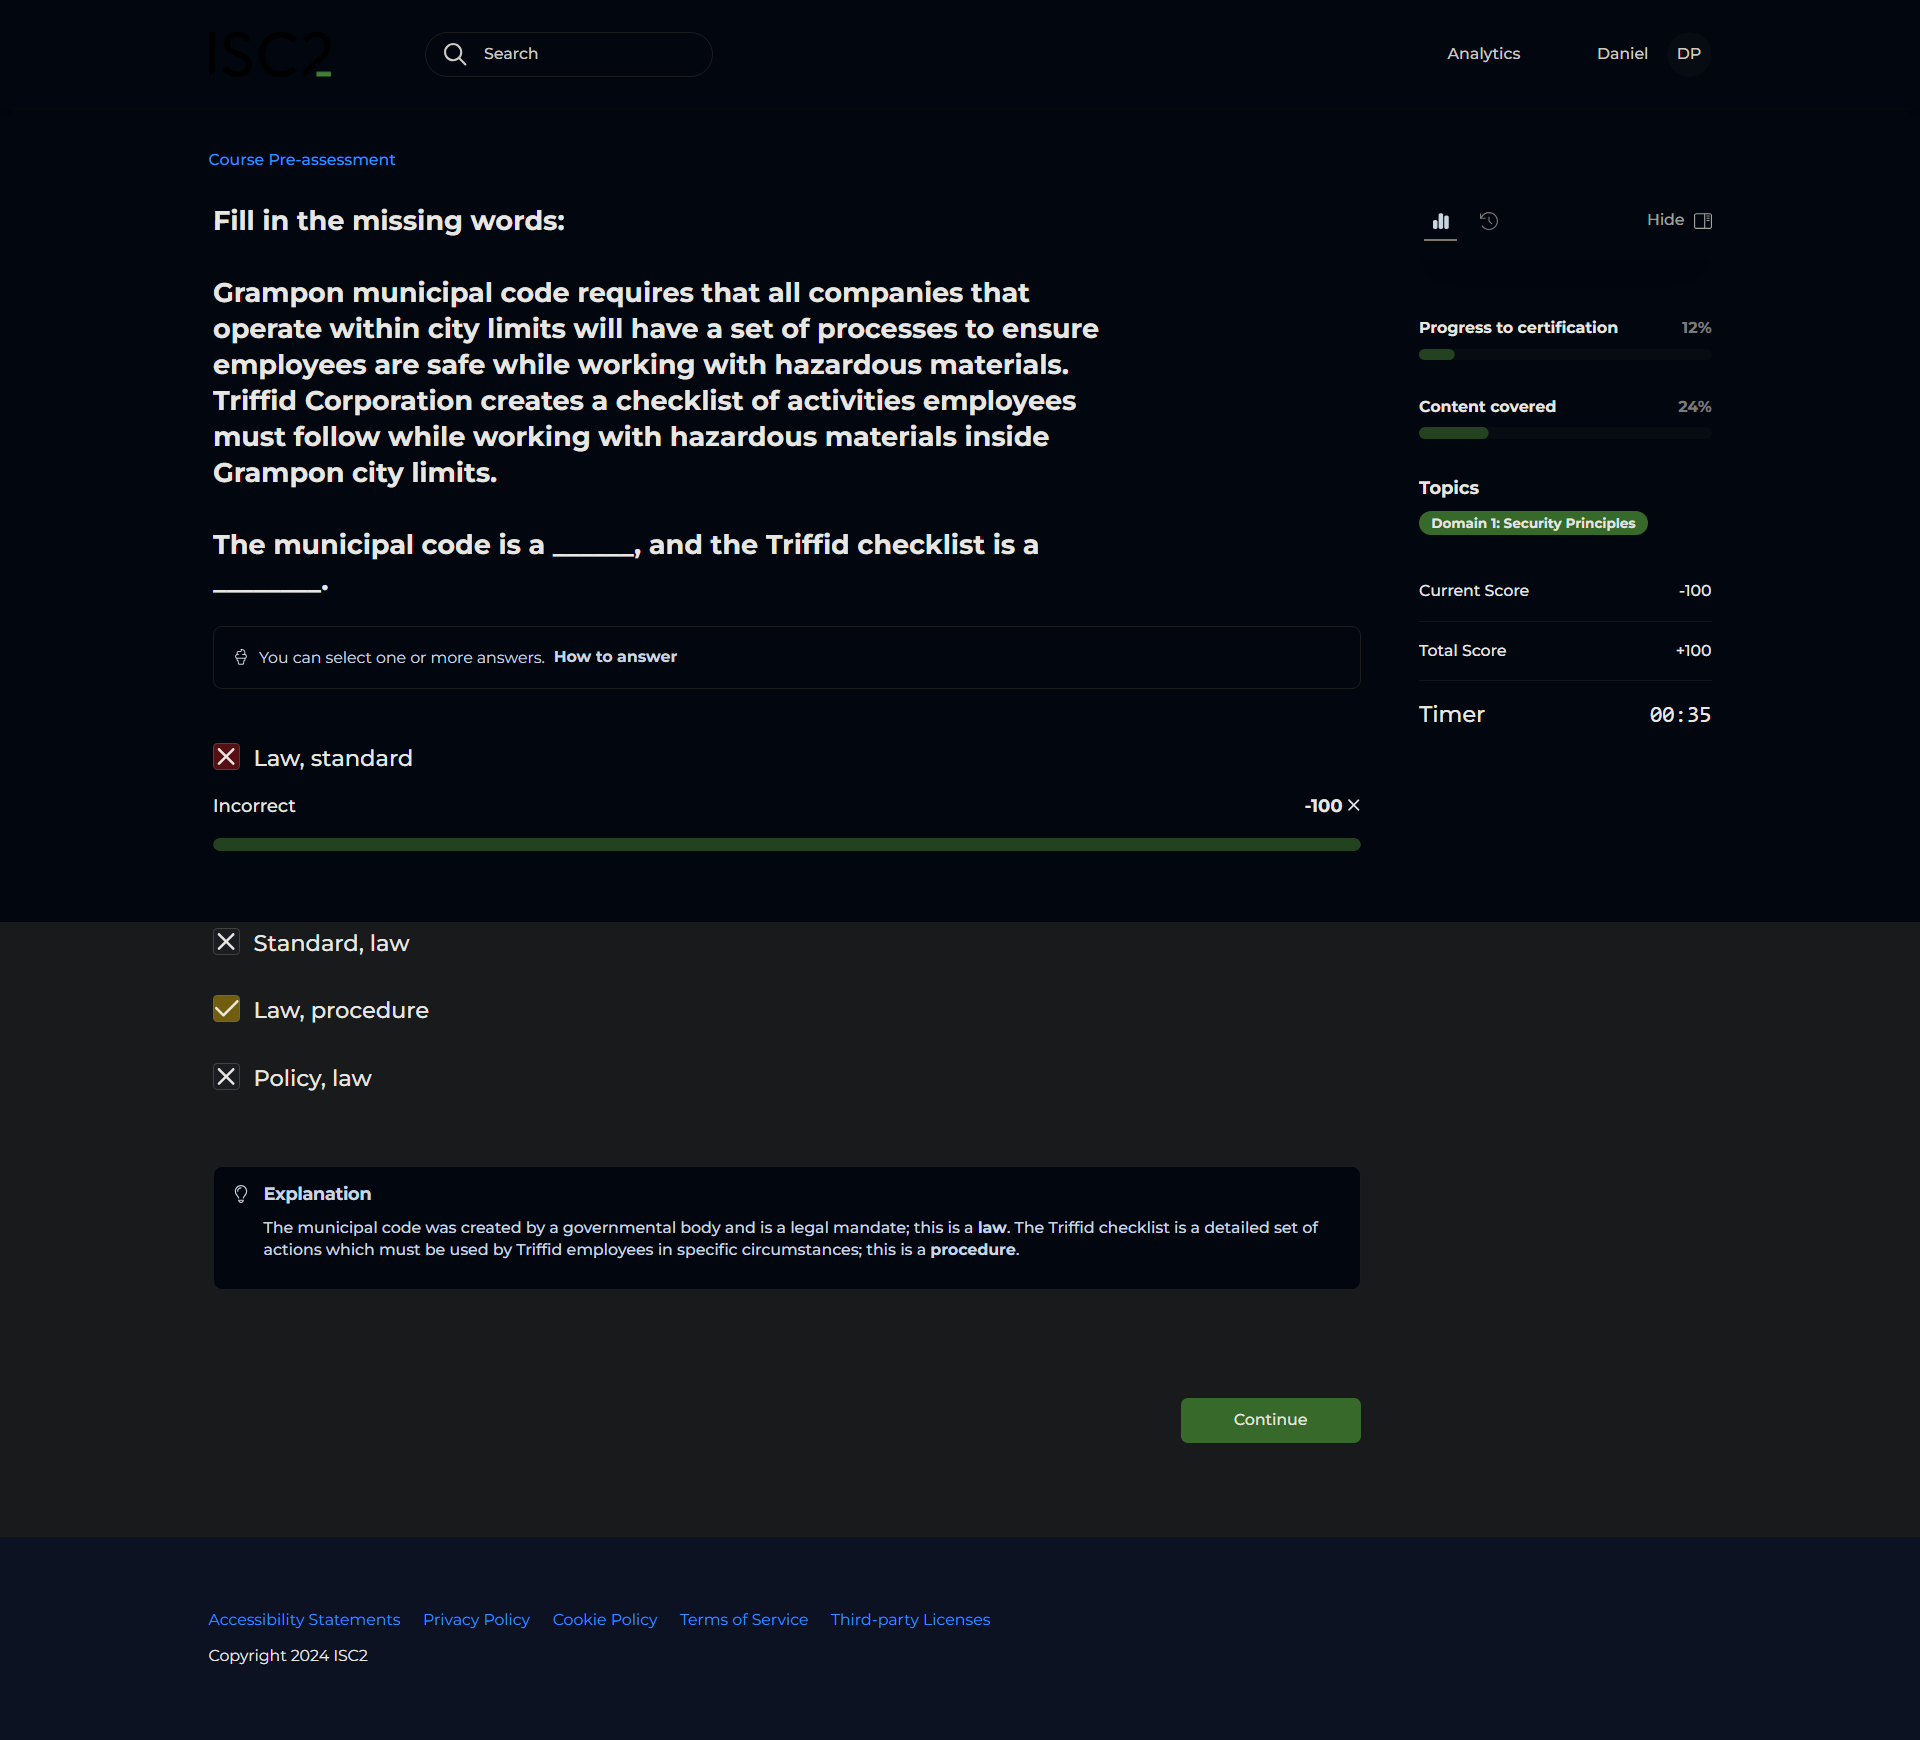 ISC2
Search
Analytics
Daniel
DP
Course Pre-assessment
Fill in the missing words:
Grampon municipal code requires that all companies that
operate within city limits will have a set of processes to ensure
employees are safe while working with hazardous materials.
Triffid Corporation creates a checklist of activities employees
must follow while working with hazardous materials inside
Grampon city limits.
The municipal code is a ______, and the Triffid checklist is a
________.
You can select one or more answers. How to answer
Law, standard
Incorrect
-100
Standard, law
Law, procedure
Policy, law
Explanation
The municipal code was created by a governmental body and is a legal mandate; this is a law. The Triffid checklist is a detailed set of
actions which must be used by Triffid employees in specific circumstances; this is a procedure.
Continue
Hide
Progress to certification 12%
Content covered 24%
Topics
Domain 1: Security Principles
Current Score -100
Total Score +100
Timer 00:35
Accessibility Statements Privacy Policy Cookie Policy Terms of Service Third-party Licenses
Copyright 2024 ISC2